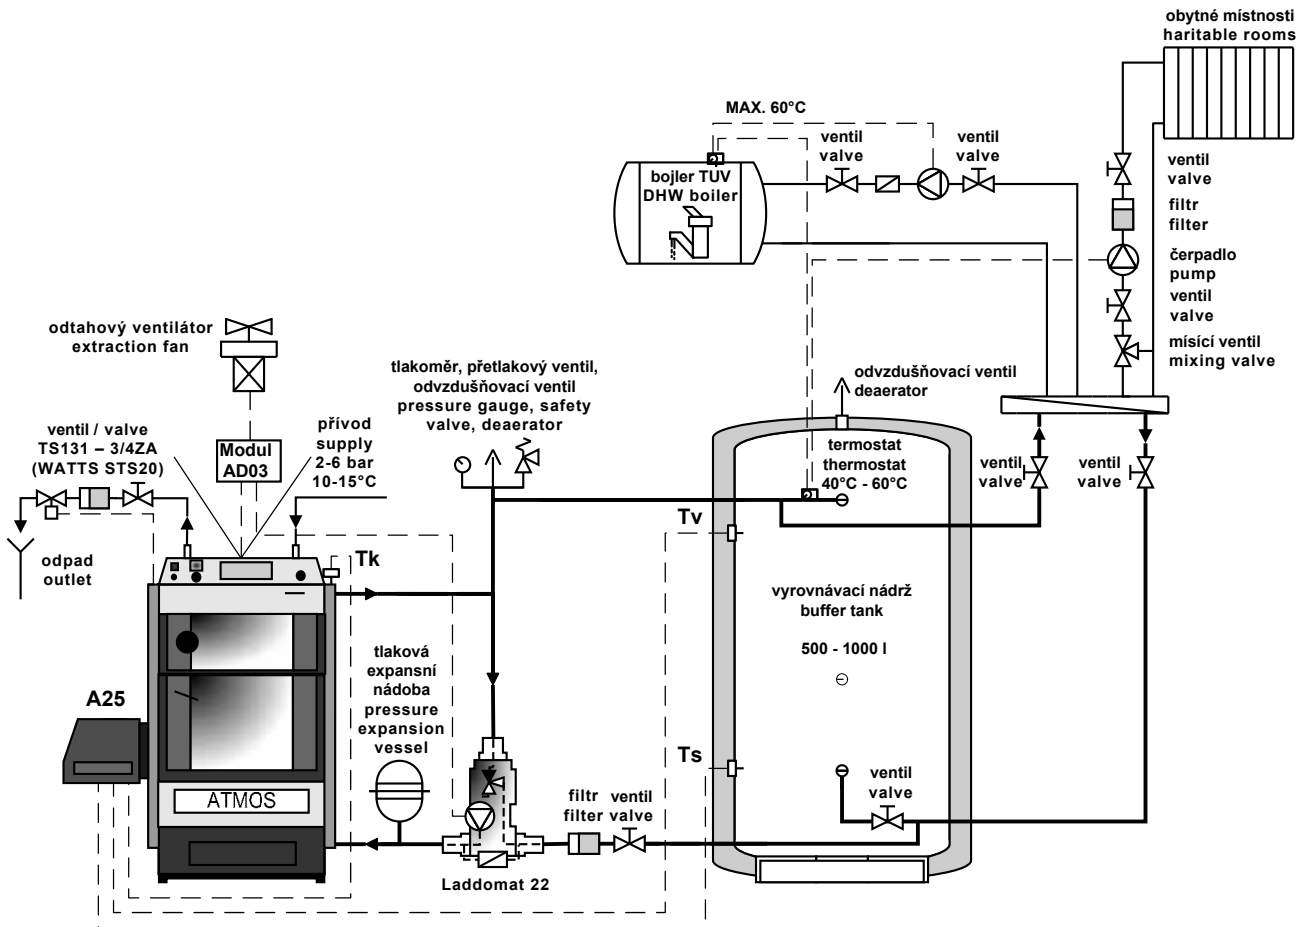 obytné místnosti
haritable rooms
MAX. 60°C
ventil
valve
ventil
valve
bojler TUV
DHW boiler
ventil
valve
filtr
filter
čerpadlo
pump
ventil
valve
mísící ventil
mixing valve
odtahový ventilátor
extraction fan
tlakoměr, přetlakový ventil,
odvzdušňovací ventil
pressure gauge, safety
valve, deaerator
odvzdušňovací ventil
deaerator
ventil / valve
TS131 – 3/4ZA
(WATTS STS20)
Modul
AD03
přívod
supply
2-6 bar
10-15°C
termostat
thermostat
40°C - 60°C
ventil
valve
ventil
valve
Tv
odpad
outlet
Tk
vyrovnávací nádrž
buffer tank
500 - 1000 l
tlaková
expansní
nádoba
pressure
expansion
vessel
A25
Ts
ATMOS
filtr
filter
ventil
valve
ventil
valve
Laddomat 22